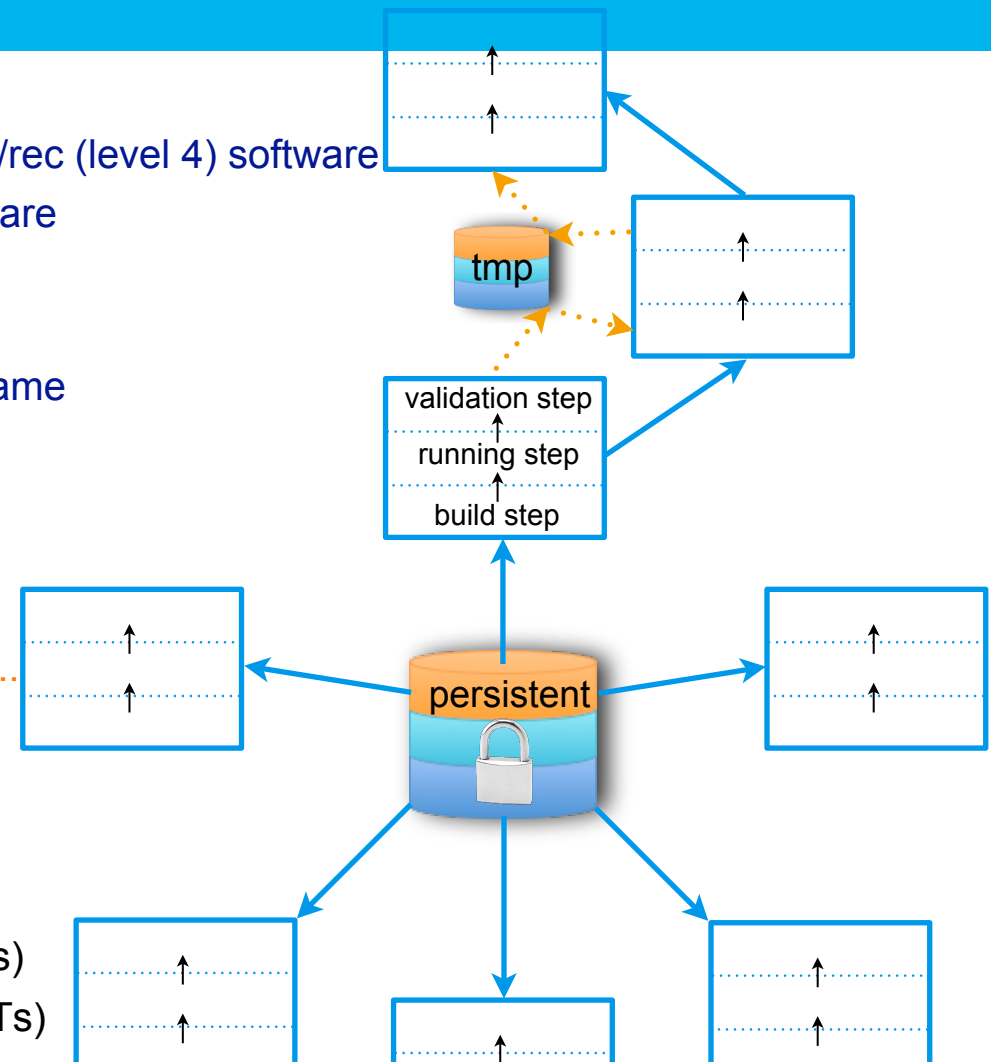 /rec (level 4) software
are
tmp
ame
validation step
running step
build step
persistent
s)
Ts)